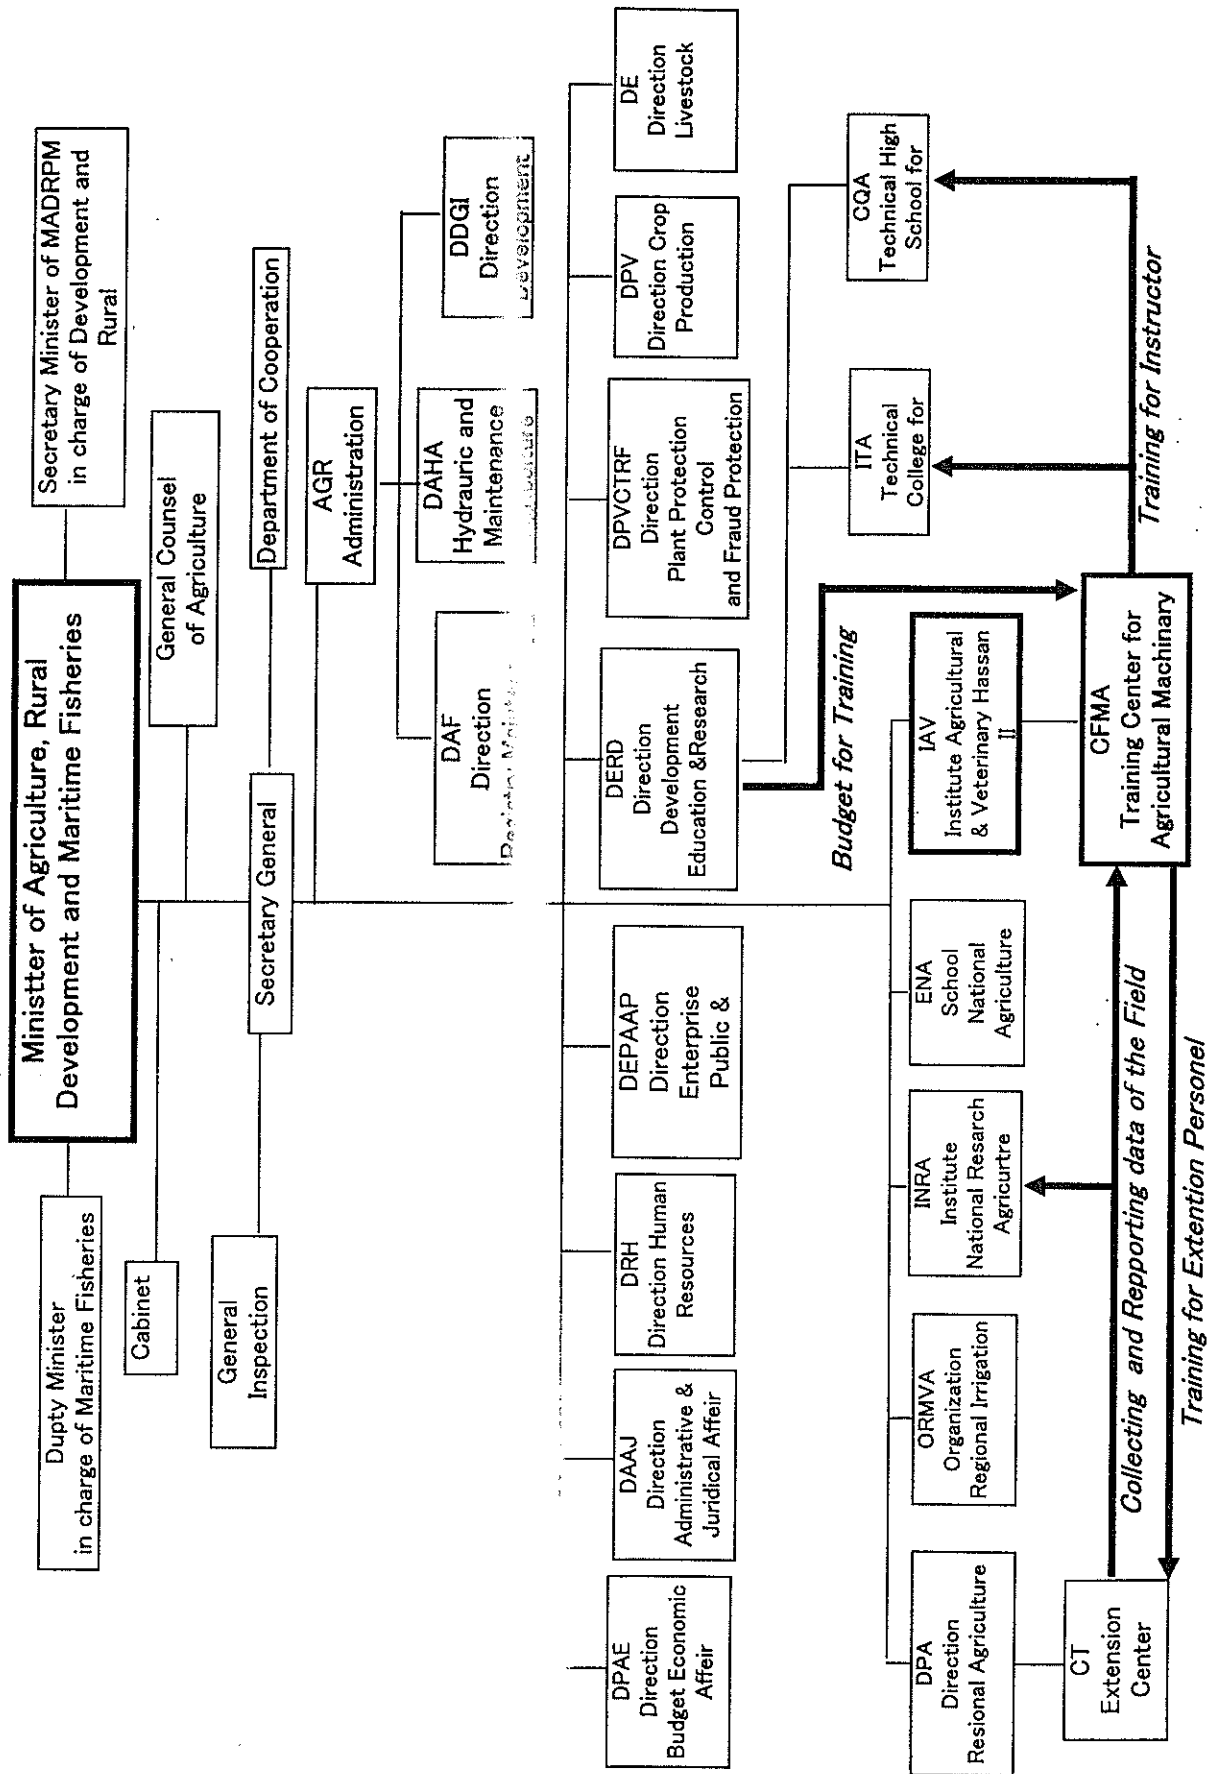 Ministter of Agriculture, Rural
Development and Maritime Fisheries
Secretary Minister of MADRPM
in charge of Development and
Rural
Dupty Minister
in charge of Maritime Fisheries
General Counsel
of Agriculture
Cabinet
Department of Cooperation
Secretary General
General
Inspection
AGR
Administration
DAF
Direction
DAHA
Hydrauric and
Maintenance
DDGI
Direction
Development
DPAE
Direction
Budget Economic
Affeir
DAAJ
Direction
Administrative &
Juridical Affeir
DRH
Direction Human
Resources
DEPAAP
Direction
Enterprise
Public &
DERD
Direction
Development
Education &Research
DPVCTRF
Direction
Plant Protection
Control
and Fraud Protection
DPV
Direction Crop
Production
DE
Direction
Livestock
Budget for Training
ITA
Technical
College for
CQA
Technical High
School for
DPA
Direction
Resional Agriculture
ORMVA
Organization
Regional Irrigation
INRA
Institute
National Resarch
Agricurtre
ENA
School
National
Agriculture
IAV
Institute Agricultural
& Veterinary Hassan
II
CT
Extension
Center
CFMA
Training Center for
Agricultural Machinary
Collecting and Repporting data of the Field
Training for Extention Personel
Training for Instructor